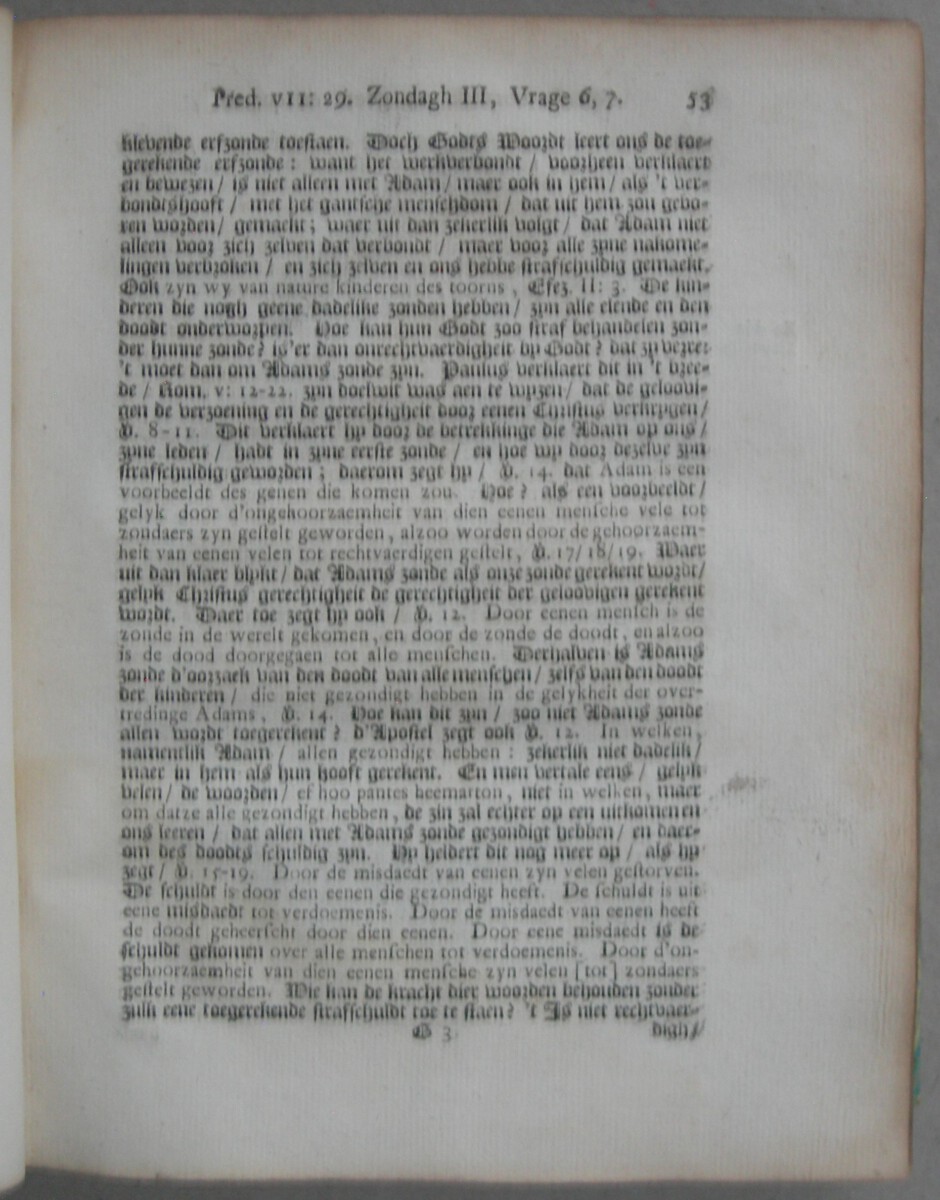 Pred. VII: 29. Zondagh III, Vrage 6, 7. 53
klevende erfzonde toestaen. Doch Godts Woordt leert ons de toe-
gerekende erfzonde: want het werkverbondt / voorheen verklaert
en bewezen / is niet alleen met Adam / maer ook in hem / als 't ver-
bondtshooft / met het gantsche menschdom / dat uit hem zou gebo-
ren worden / gemaekt; waer uit dan zekerlik volgt / dat Adam niet
alleen voor zich zelven dat verbondt / maer voor alle zyne nakome-
lingen verbroken / en zich zelven en ons hebbe strafschuldig gemaekt.
Ook zyn wy van nature kinderen des toorns, Efez. II: 3. De kin-
deren die nogh geene dadelike zonden hebben / zyn alle elende en den
doodt onderworpen. Hoe kan hun Godt zoo straf behandelen zon-
der hunne zonde? is'er dan onrechtvaerdigheit by Godt? dat zy verre:
't moet dan om Adams zonde zyn. Paulus verklaert dit in 't bree-
de / Rom. V: 12-22. zyn doelwit was aen te wyzen / dat de geloovi-
gen de verzoening en de gerechtigheit door eenen Christus verkrygen /
V. 8-11. Dit verklaert hy door de betrekkinge die Adam op ons /
zyne leden / hadt in zyne eerste zonde / en hoe wy door dezelve zyn
strafschuldig geworden; daerom zegt hy / V. 14. dat Adam is een
voorbeeldt des genen die komen zou. Hoe? als een voorbeeldt /
gelyk door d'ongehoorzaemheit van dien eenen mensche vele tot
zondaers zyn gestelt geworden, alzoo worden door de gehoorzaem-
heit van eenen velen tot rechtvaerdigen gestelt, V. 17/18/19. Waer
uit dan klaer blykt / dat Adams zonde als onze zonde gerekent wordt /
gelyk Christus gerechtigheit de gerechtigheit der geloovigen gerekent
wordt. Daer toe zegt hy ook / V. 12. Door eenen mensch is de
zonde in de werelt gekomen, en door de zonde de doodt, en alzoo
is de dood doorgegaen tot alle menschen. Derhalven is Adams
zonde d'oorzaek van den doodt van alle menschen / zelfs van den doodt
der kinderen / die niet gezondigt hebben in de gelykheit der over-
tredinge Adams, V. 14. Hoe kan dit zyn / zoo niet Adams zonde
allen wordt toegerekent? d'Apostel zegt ook V. 12. In welken,
namentlik Adam / allen gezondigt hebben: zekerlik niet dadelik /
maer in hem als hun hooft gerekent. En men vertale eens / gelyk
velen / de woorden / ef hoo pantes heemarton, niet in welken, maer
om datze alle gezondigt hebben, de zin zal echter op een uitkomen en
ons leeren / dat allen met Adams zonde gezondigt hebben / en daer-
om des doodts schuldig zyn. Hy heldert dit nog meer op / als hy
zegt / V. 15-19. Door de misdaedt van eenen zyn velen gestorven.
De schuldt is door den eenen die gezondigt heeft. De schuldt is uit
eene misdaedt tot verdoemenis. Door de misdaedt van eenen heeft
de doodt geheerscht door dien eenen. Door eene misdaedt is de
schuldt gekomen over alle menschen tot verdoemenis. Door d'on-
gehoorzaemheit van dien eenen mensche zyn velen [tot] zondaers
gestelt geworden. Wie kan de kracht dier woorden behouden zonder
zulk eene toegerekende strafschuldt toe te staen? 't Is niet rechtvaer-
G 3 digh /